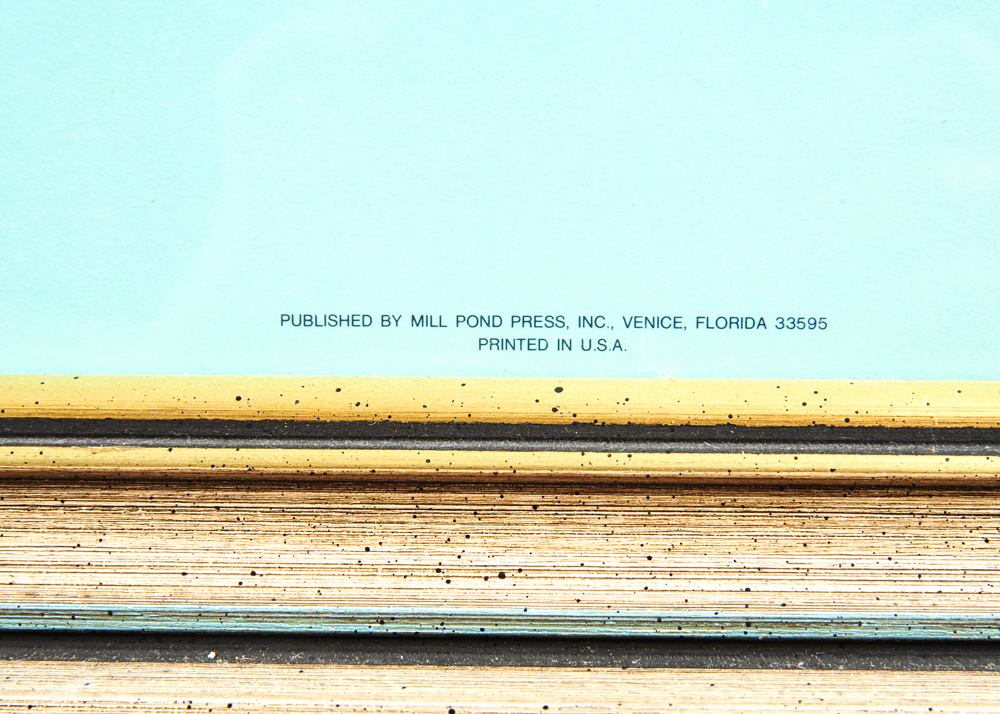 PUBLISHED BY MILL POND PRESS, INC., VENICE, FLORIDA 33595
PRINTED IN U.S.A.